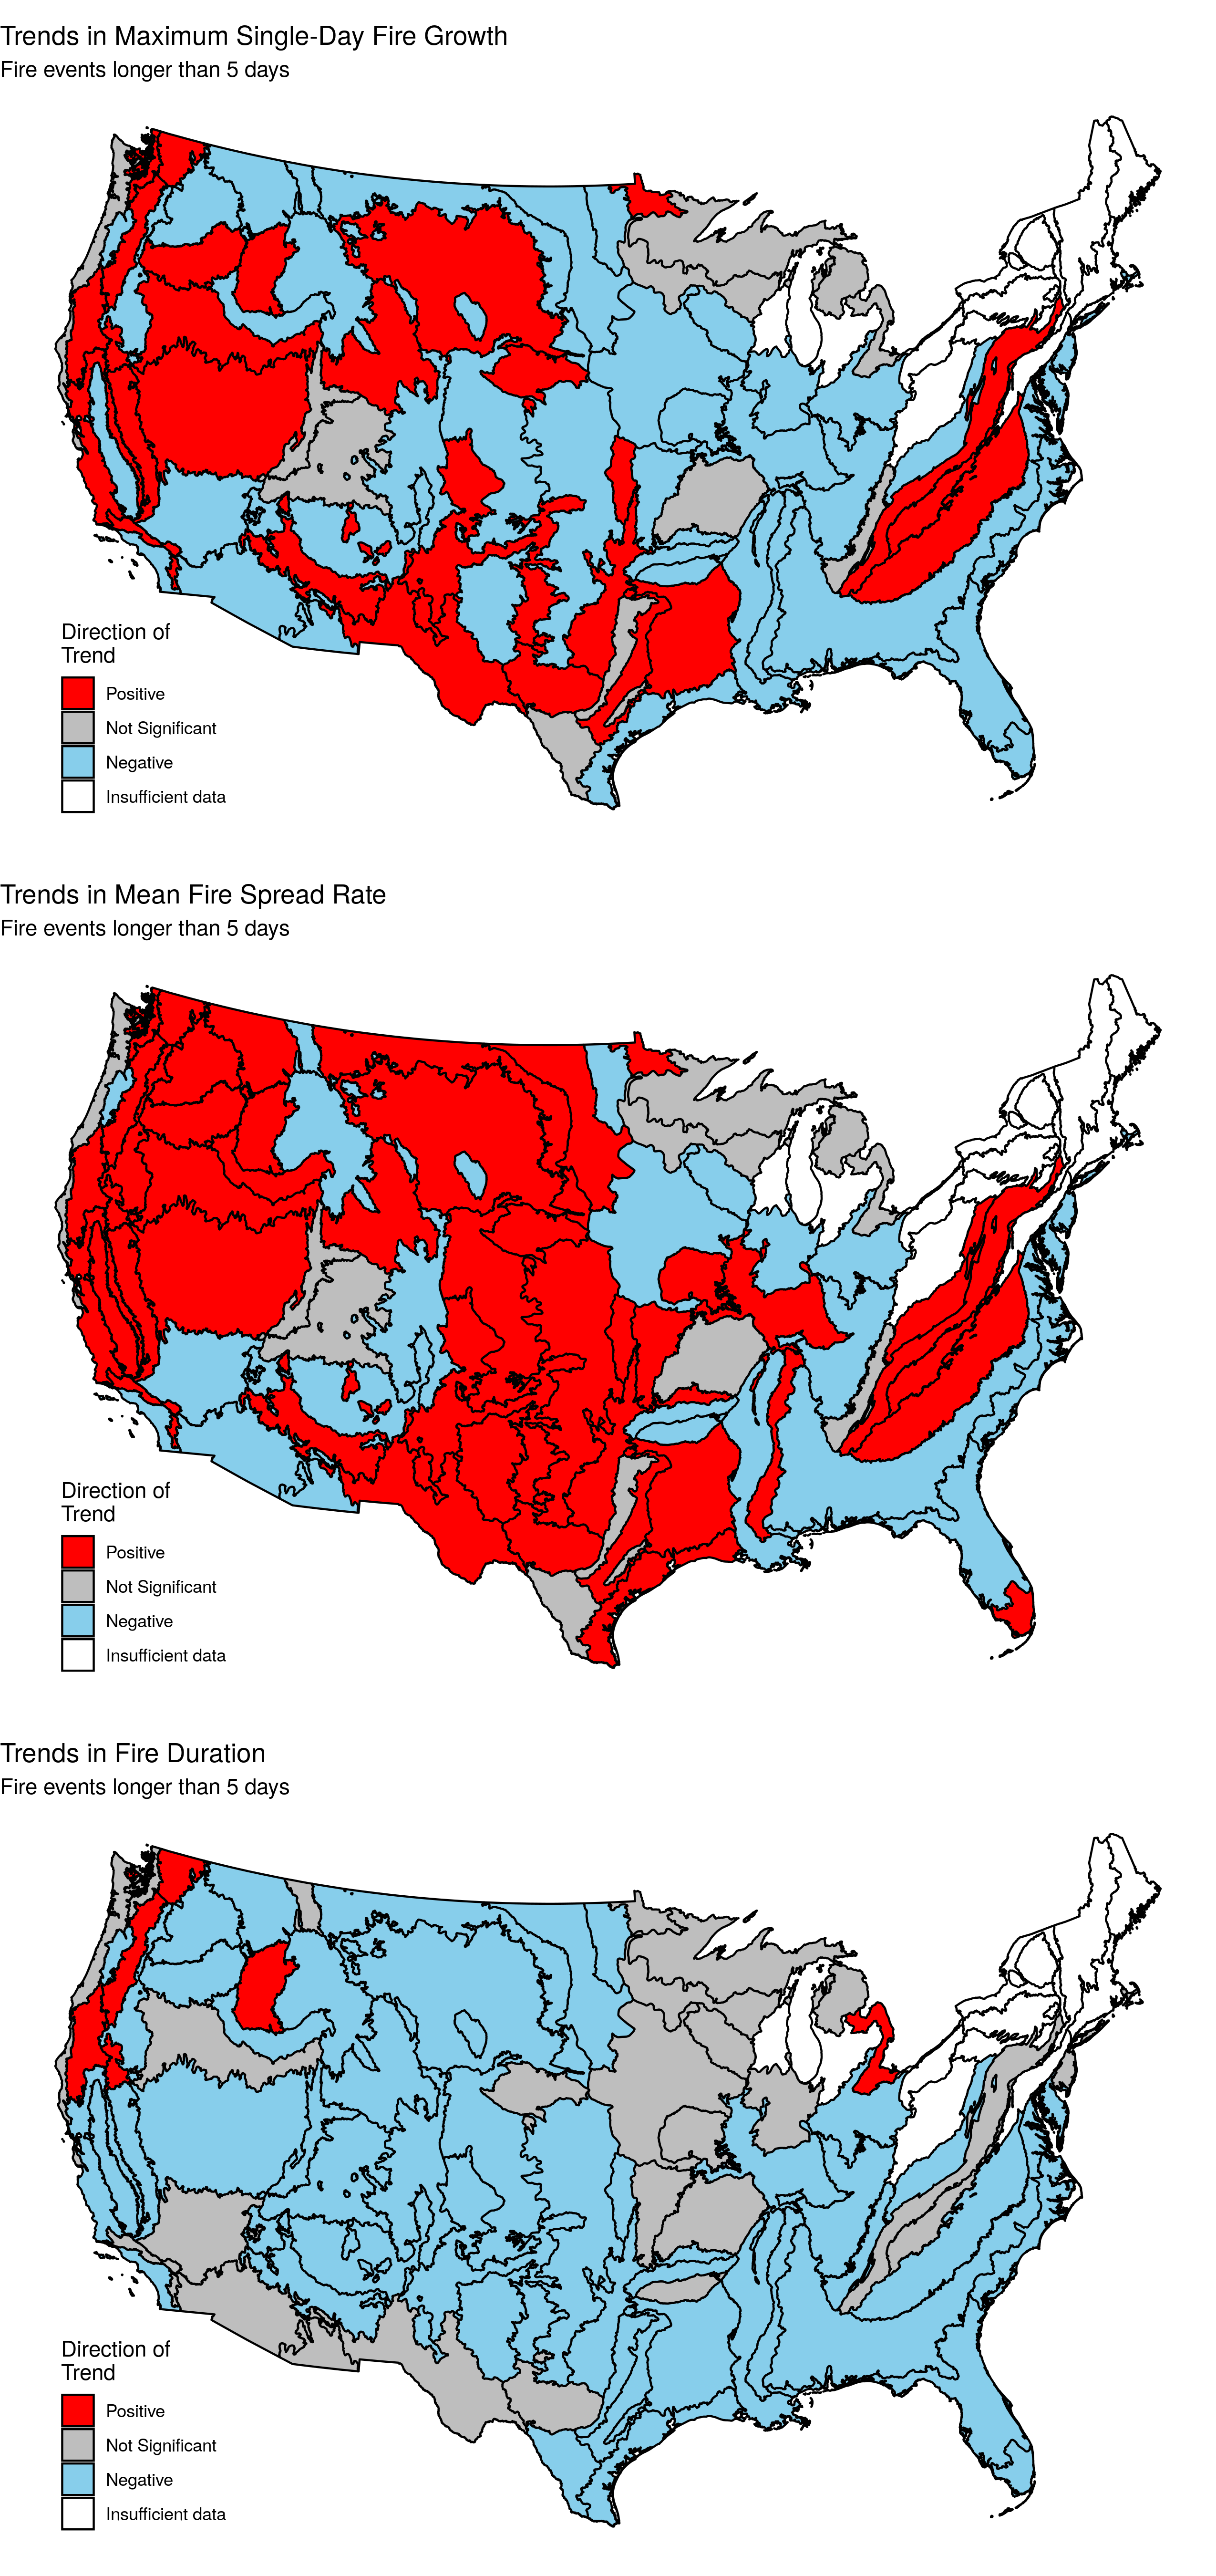 Trends in Maximum Single-Day Fire Growth
Fire events longer than 5 days
Direction of
Trend
Positive
Not Significant
Negative
Insufficient data
Trends in Mean Fire Spread Rate
Fire events longer than 5 days
Direction of
Trend
Positive
Not Significant
Negative
Insufficient data
Trends in Fire Duration
Fire events longer than 5 days
Direction of
Trend
Positive
Not Significant
Negative
Insufficient data